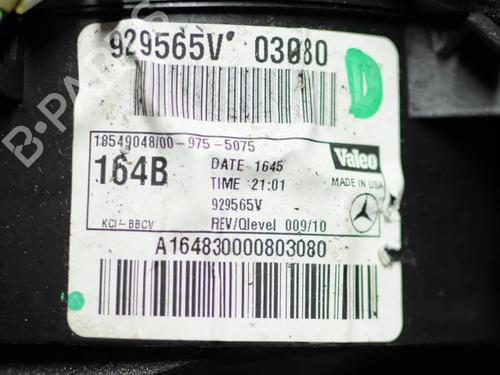 929565V 03080
D
18549048/00-975-5075
164B
DATE 1645
TIME 21:01
929565V
KCI-BBCV
REV/Qlevel 009/10
Valeo
MADE IN USA
A164830000803080
B-PARTS